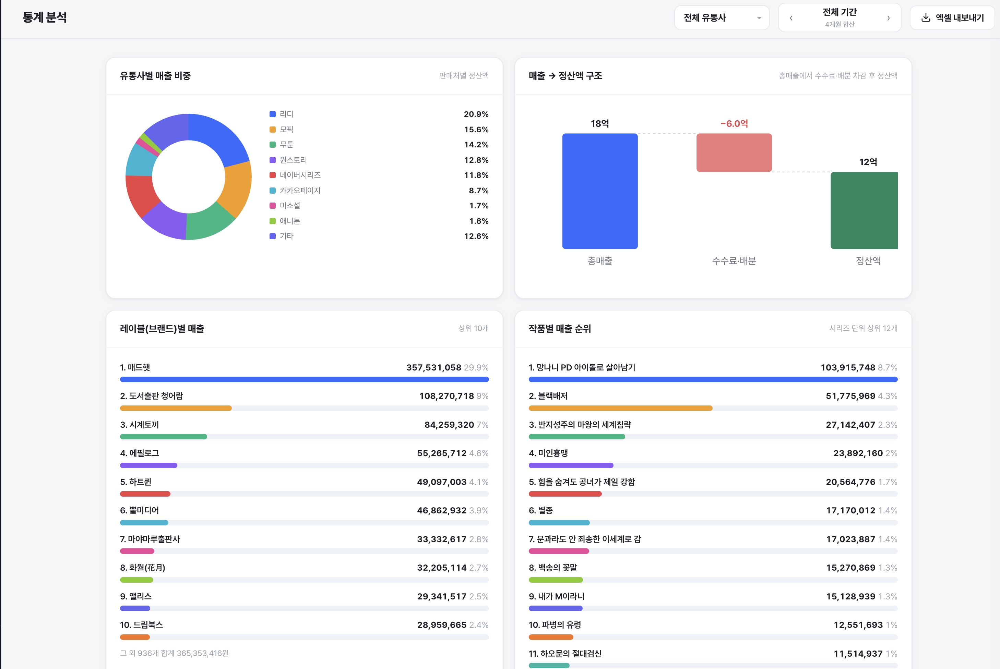 통계 분석
전체 유통사
전체 기간
4개월 합산
엑셀 내보내기
유통사별 매출 비중
판매처별 정산액
리디 20.9%
모픽 15.6%
무툰 14.2%
원스토리 12.8%
네이버시리즈 11.8%
카카오페이지 8.7%
미소설 1.7%
애니툰 1.6%
기타 12.6%
매출 → 정산액 구조
총매출에서 수수료·배분 차감 후 정산액
18억
−6.0억
12억
총매출
수수료·배분
정산액
레이블(브랜드)별 매출
상위 10개
1. 매드햇 357,531,058 29.9%
2. 도서출판 청어람 108,270,718 9%
3. 시계토끼 84,259,320 7%
4. 에필로그 55,265,712 4.6%
5. 하트퀸 49,097,003 4.1%
6. 뿔미디어 46,862,932 3.9%
7. 마야마루출판사 33,332,617 2.8%
8. 화월(花月) 32,205,114 2.7%
9. 앨리스 29,341,517 2.5%
10. 드림북스 28,959,665 2.4%
그 외 936개 합계 365,353,416원
작품별 매출 순위
시리즈 단위 상위 12개
1. 망나니 PD 아이돌로 살아남기 103,915,748 8.7%
2. 블랙배저 51,775,969 4.3%
3. 반지성주의 마왕의 세계침략 27,142,407 2.3%
4. 미인흉맹 23,892,160 2%
5. 힘을 숨겨도 공녀가 제일 강함 20,564,776 1.7%
6. 별종 17,170,012 1.4%
7. 문과라도 안 죄송한 이세계로 감 17,023,887 1.4%
8. 백송의 꽃말 15,270,869 1.3%
9. 내가 M이라니 15,128,939 1.3%
10. 파병의 유령 12,551,693 1%
11. 하오문의 절대검신 11,514,937 1%